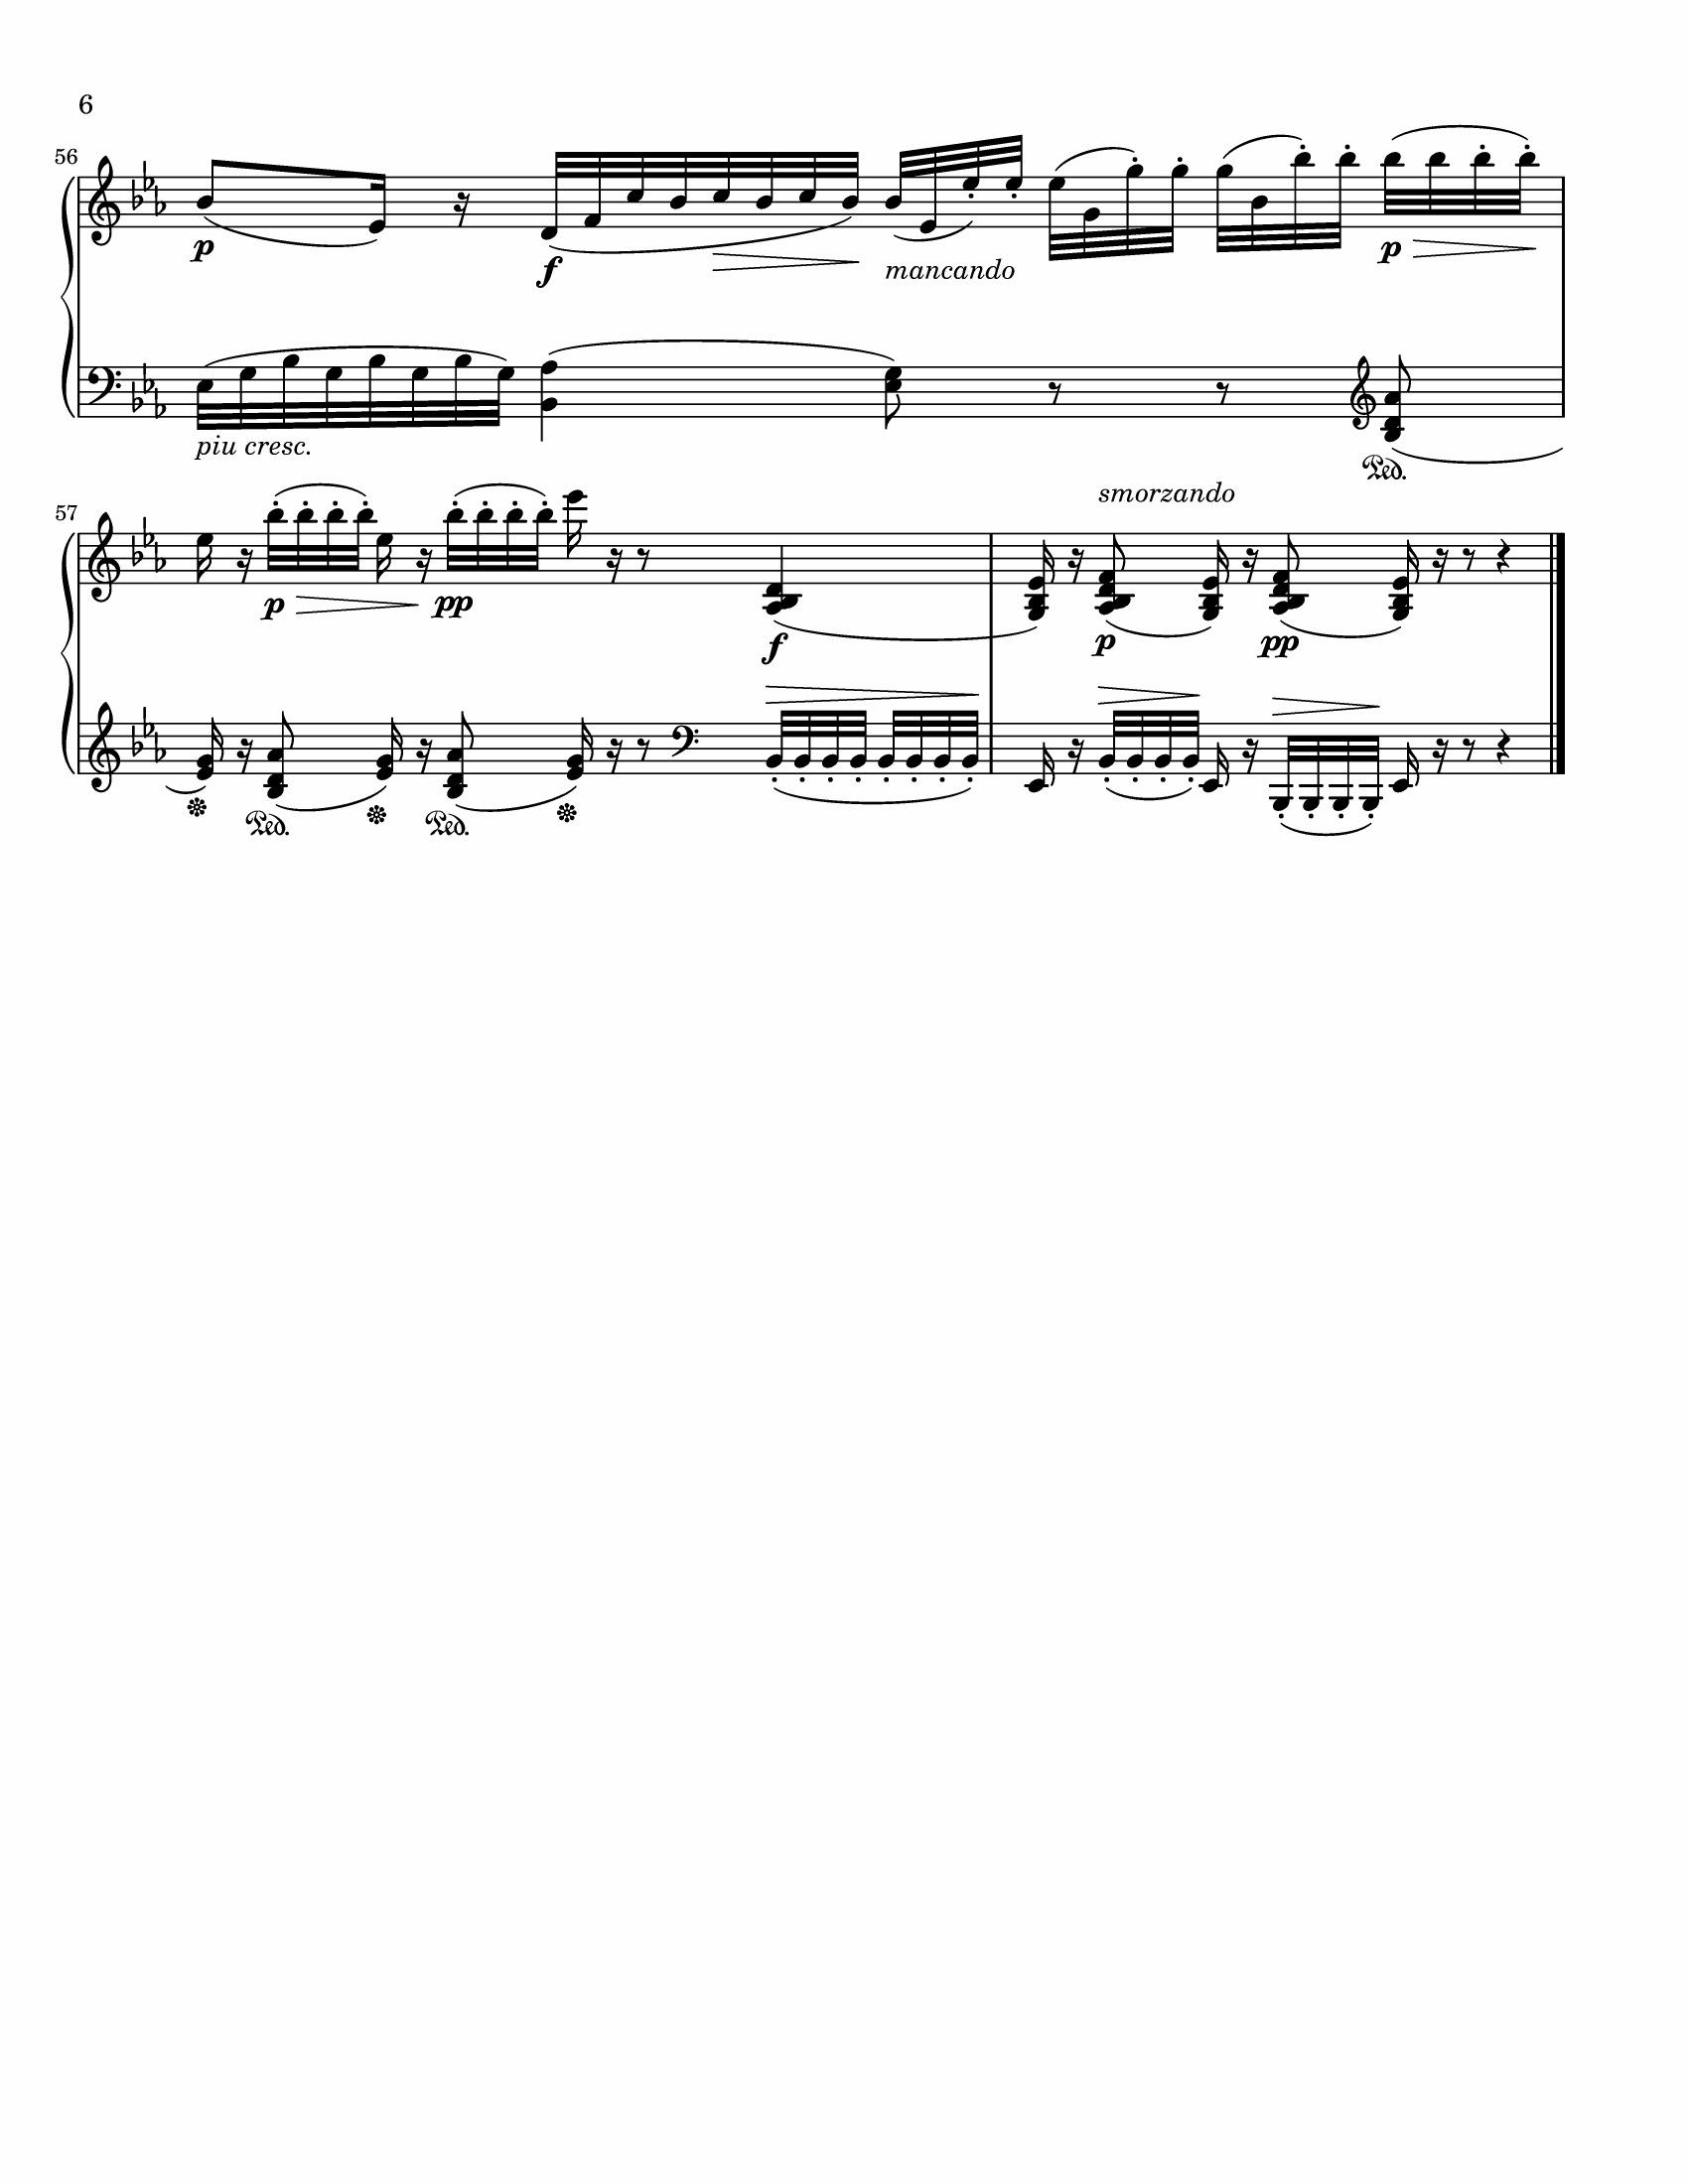 6
56
p f mancando p
piu cresc. Ped.
smorzando
57
p pp f p pp
Ped. Ped.